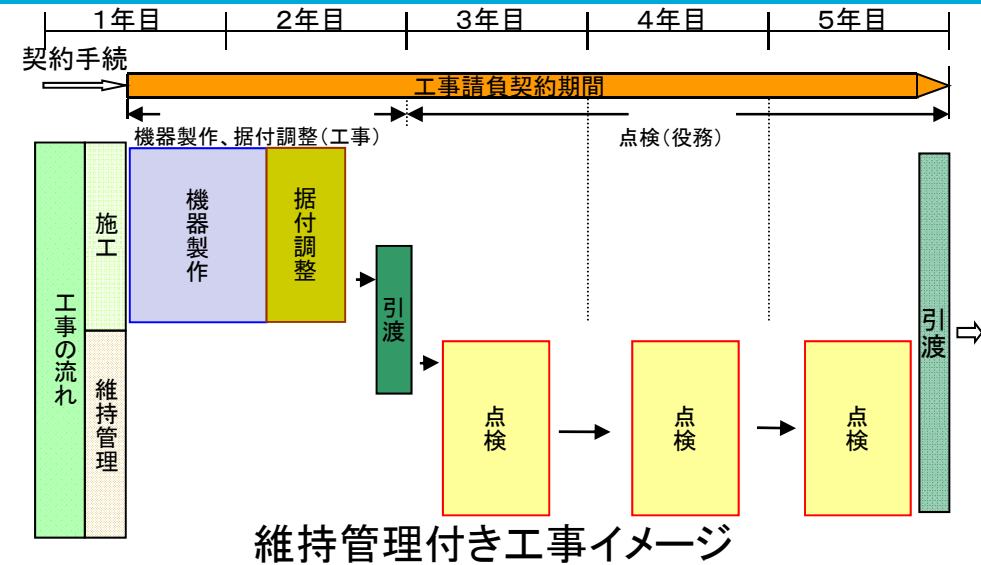 1年目
2年目
3年目
4年目
5年目
契約手続
工事請負契約期間
機器製作、据付調整(工事)
点検(役務)
工事の流れ
施工
維持管理
機器製作
据付調整
引渡
点検
点検
点検
引渡
維持管理付き工事イメージ